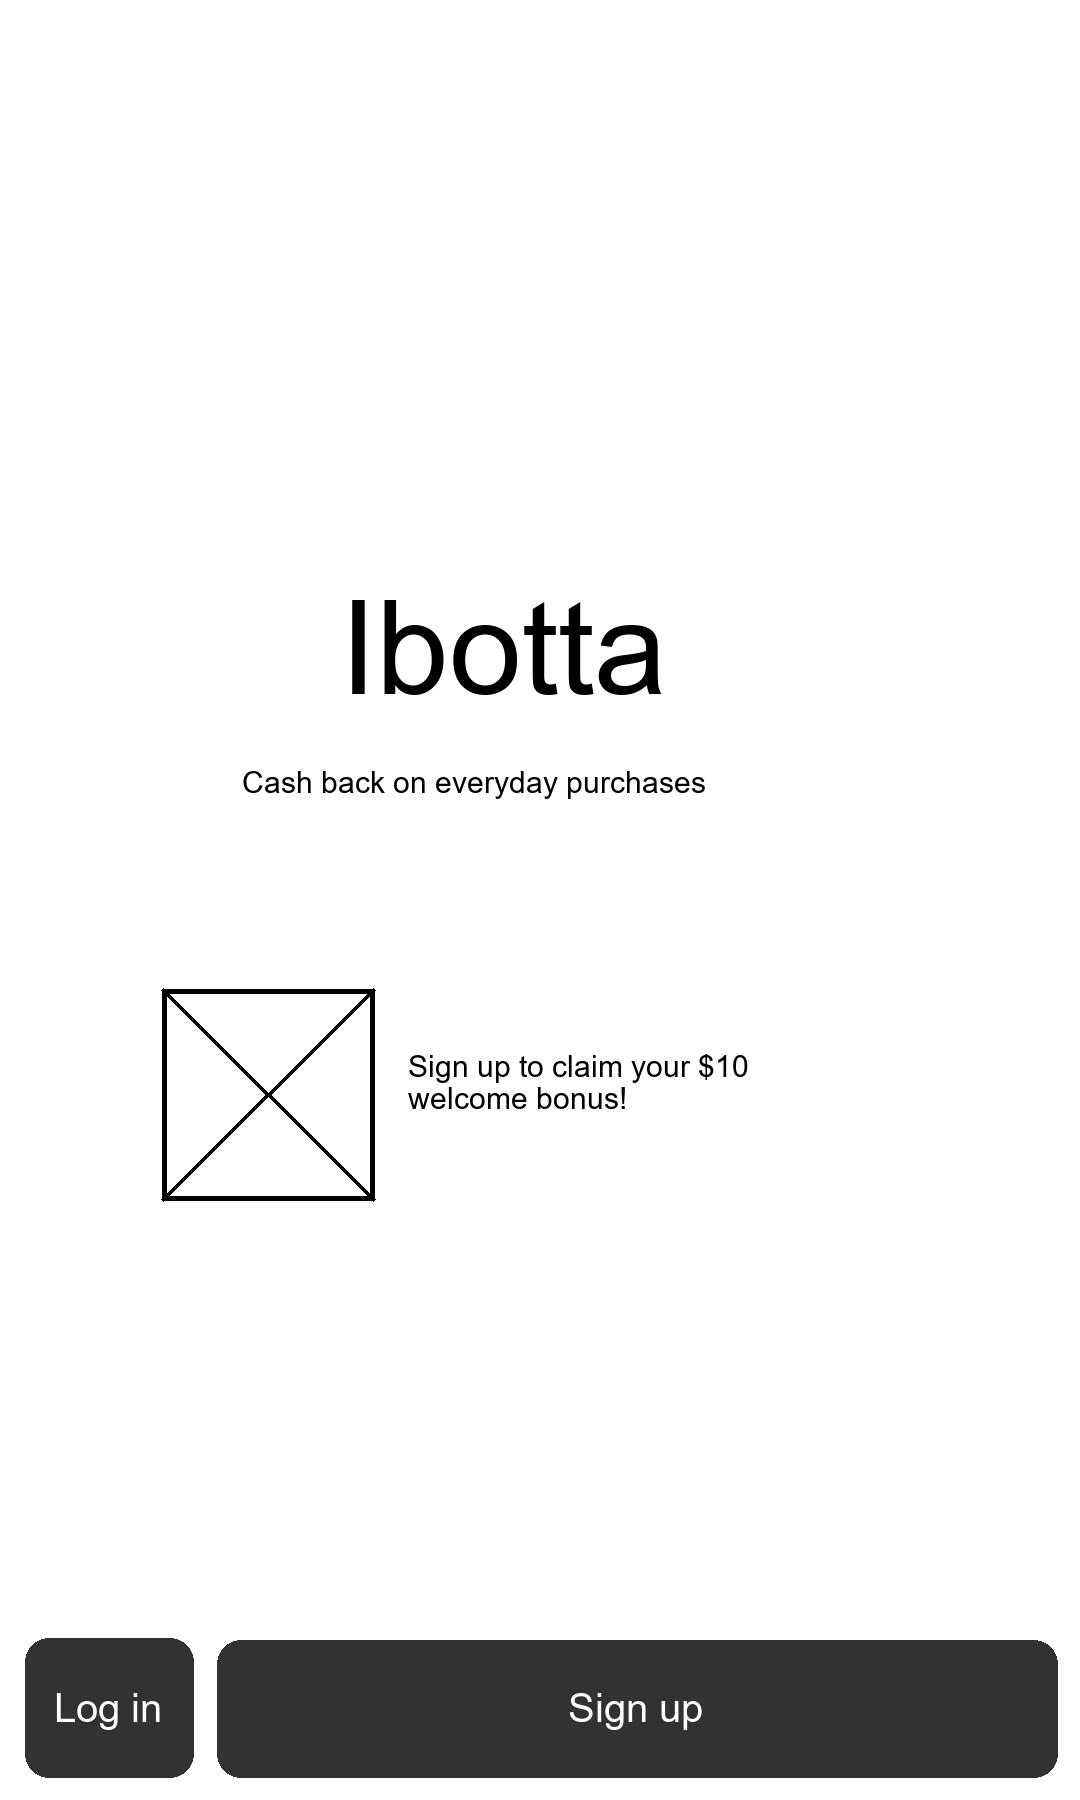 Ibotta
Cash back on everyday purchases
Sign up to claim your $10
welcome bonus!
Log in
Sign up